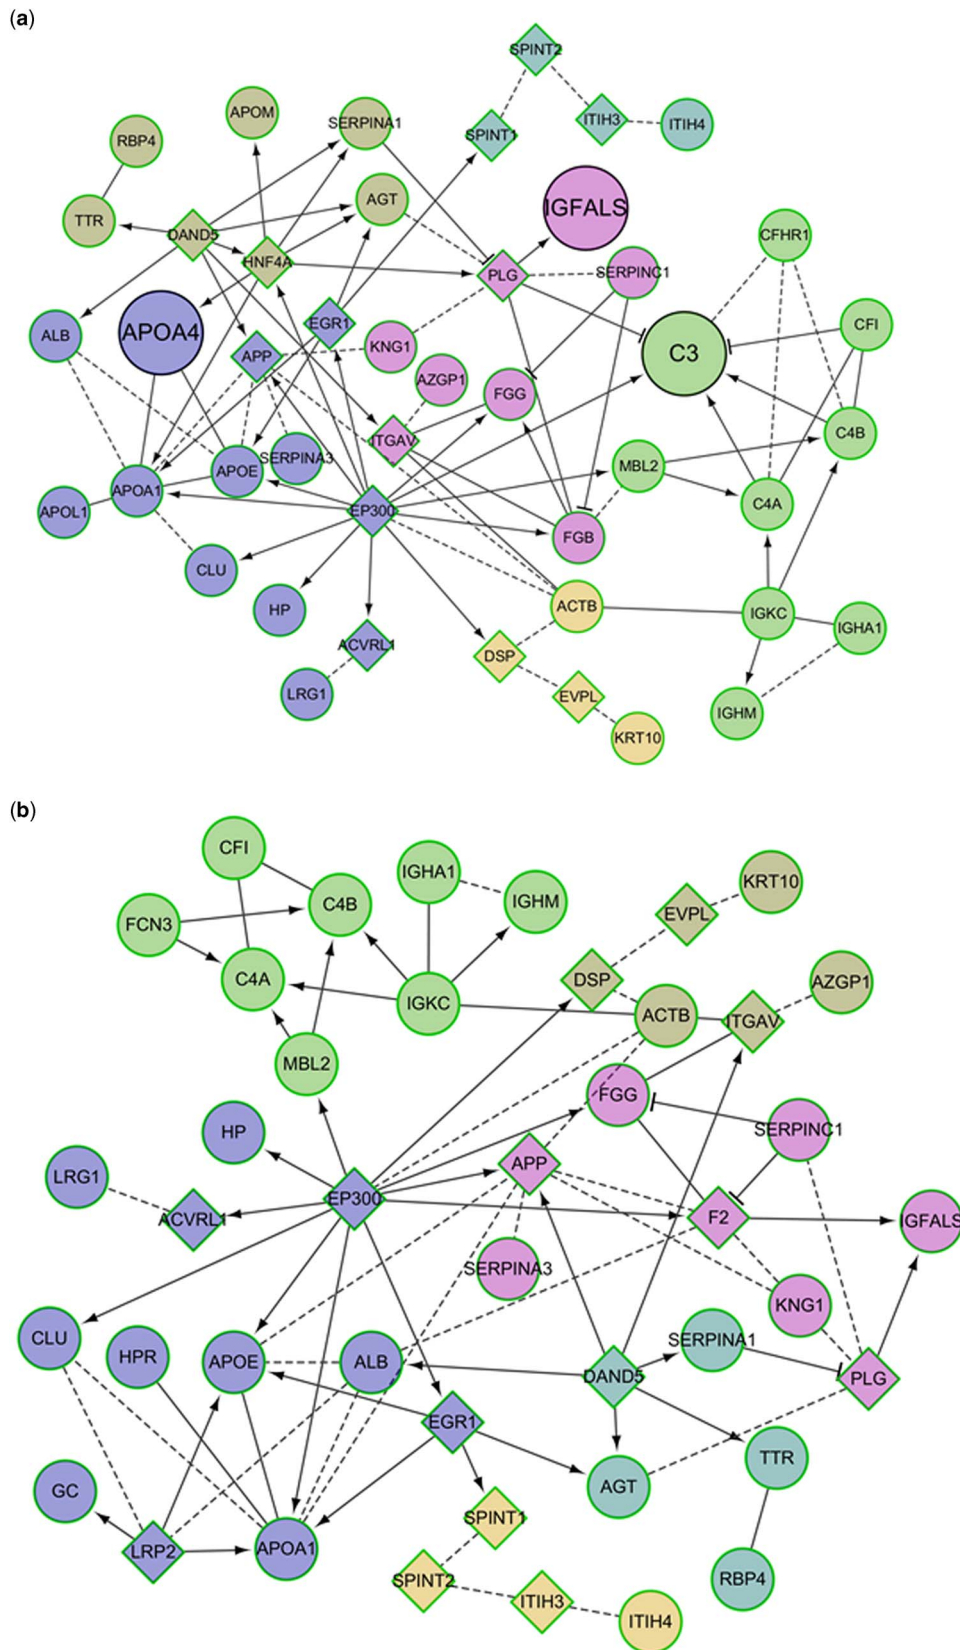 (a)
SPINT2
APOM
SERPINA1
ITIH3
ITIH4
RBP4
SPINT1
AGT
IGFALS
TTR
DAND5
CFHR1
HNF4A
PLG
SERPINC1
EGR1
CFI
ALB
APOA4
KNG1
C3
APP
AZGP1
FGG
ITGAV
C4B
SERPINA3
APOE
MBL2
APOA1
C4A
APOL1
EP300
FGB
CLU
HP
ACTB
IGKC
IGHA1
ACVRL1
DSP
LRG1
EVPL
IGHM
KRT10
(b)
CFI
IGHA1
KRT10
C4B
IGHM
EVPL
FCN3
C4A
DSP
AZGP1
IGKC
ACTB
ITGAV
MBL2
FGG
HP
SERPINC1
LRG1
APP
EP300
ACVRL1
F2
IGFALS
SERPINA3
KNG1
CLU
HPR
APOE
ALB
SERPINA1
DAND5
PLG
EGR1
TTR
GC
AGT
SPINT1
LRP2
APOA1
SPINT2
RBP4
ITIH3
ITIH4